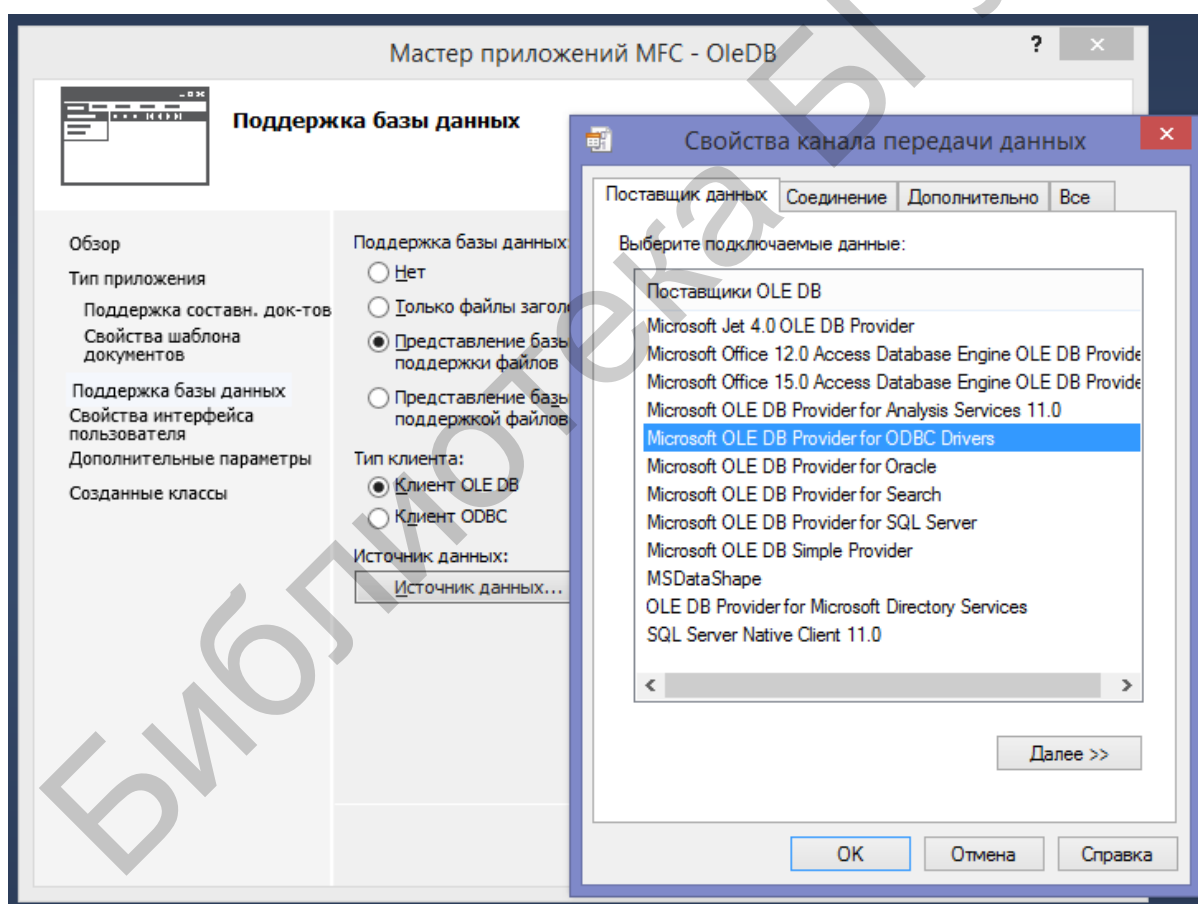 Мастер приложений MFC - OleDB
?
Поддержка базы данных
Обзор
Тип приложения
Поддержка составн. док-тов
Свойства шаблона
документов
Поддержка базы данных
Свойства интерфейса
пользователя
Дополнительные параметры
Созданные классы
Поддержка базы данных:
Нет
Только файлы заголо
Представление базы
поддержки файлов
Представление базы
поддержкой файлов
Тип клиента:
Клиент OLE DB
Клиент ODBC
Источник данных:
Источник данных...
Свойства канала передачи данных
Поставщик данных
Соединение
Дополнительно
Все
Выберите подключаемые данные:
Поставщики OLE DB
Microsoft Jet 4.0 OLE DB Provider
Microsoft Office 12.0 Access Database Engine OLE DB Provide
Microsoft Office 15.0 Access Database Engine OLE DB Provide
Microsoft OLE DB Provider for Analysis Services 11.0
Microsoft OLE DB Provider for ODBC Drivers
Microsoft OLE DB Provider for Oracle
Microsoft OLE DB Provider for Search
Microsoft OLE DB Provider for SQL Server
Microsoft OLE DB Simple Provider
MSDataShape
OLE DB Provider for Microsoft Directory Services
SQL Server Native Client 11.0
Далее >>
OK
Отмена
Справка
Библиотека